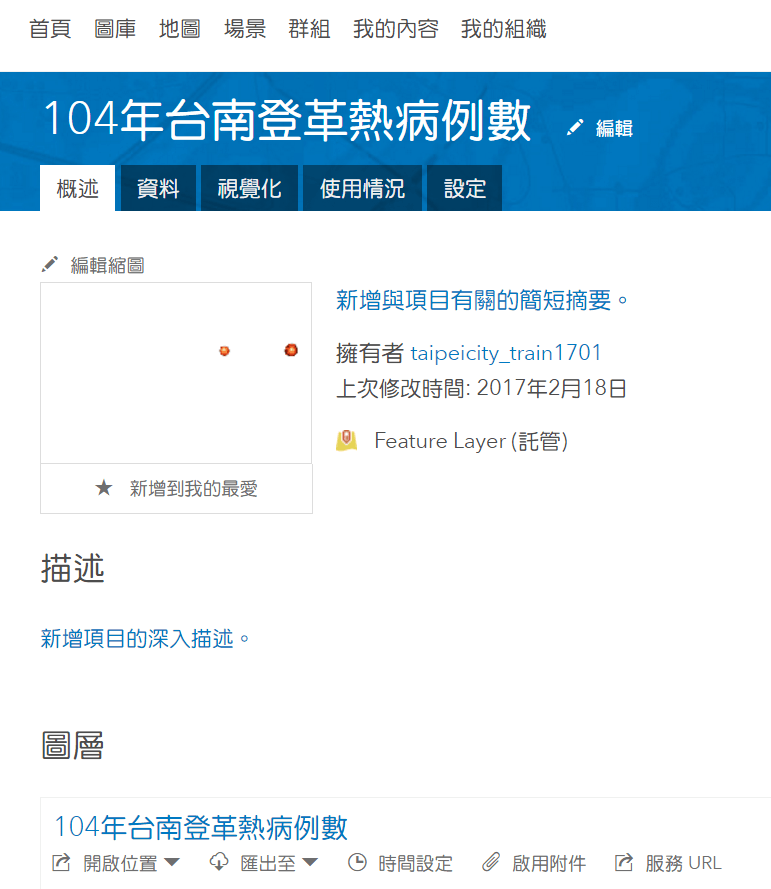 首頁 圖庫 地圖 場景 群組 我的內容 我的組織
104年台南登革熱病例數 編輯
概述 資料 視覺化 使用情況 設定
編輯縮圖
新增與項目有關的簡短摘要。
擁有者 taipeicity_train1701
上次修改時間: 2017年2月18日
Feature Layer (託管)
★ 新增到我的最愛
描述
新增項目的深入描述。
圖層
104年台南登革熱病例數
開啟位置 匯出至 時間設定 啟用附件 服務 URL